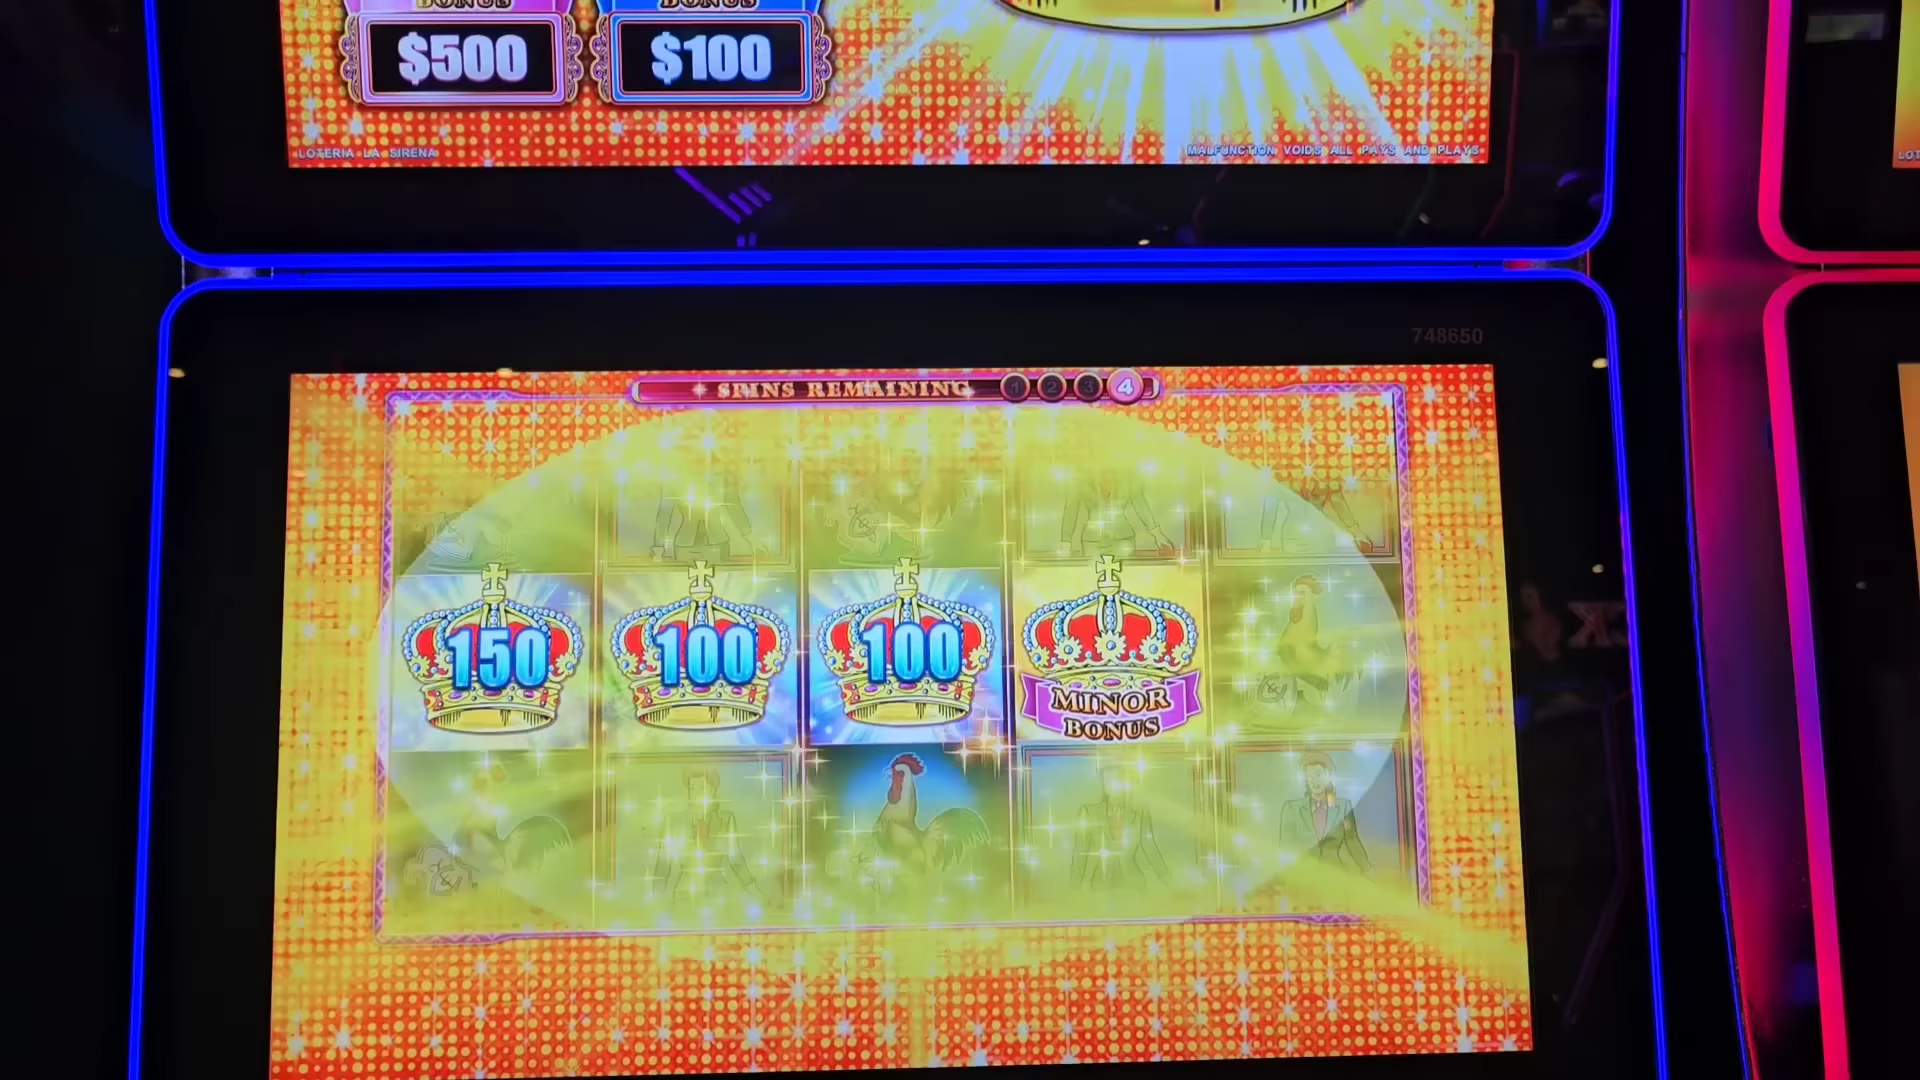 BONUS BONUS
$500 $100
LOTERIA LA SIRENA
MALFUNCTION VOIDS ALL PAYS AND PLAYS
748650
SPINS REMAINING 1 2 3 4
150 100 100
MINOR
BONUS